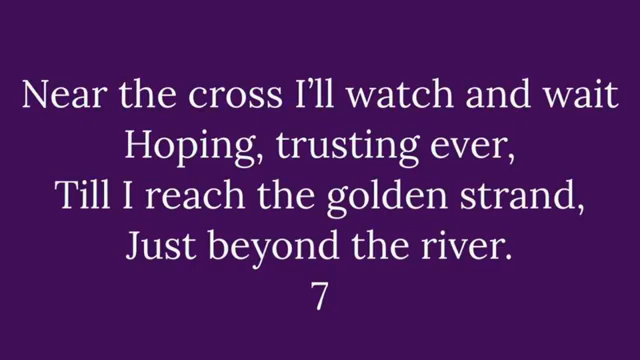 Near the cross I’ll watch and wait
Hoping, trusting ever,
Till I reach the golden strand,
Just beyond the river.
7